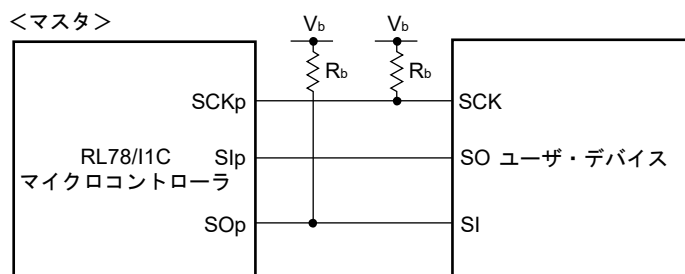 <マスタ>
Vb
Vb
Rb
Rb
SCKp
SCK
RL78/I1C
マイクロコントローラ
SIp
SO ユーザ・デバイス
SOp
SI